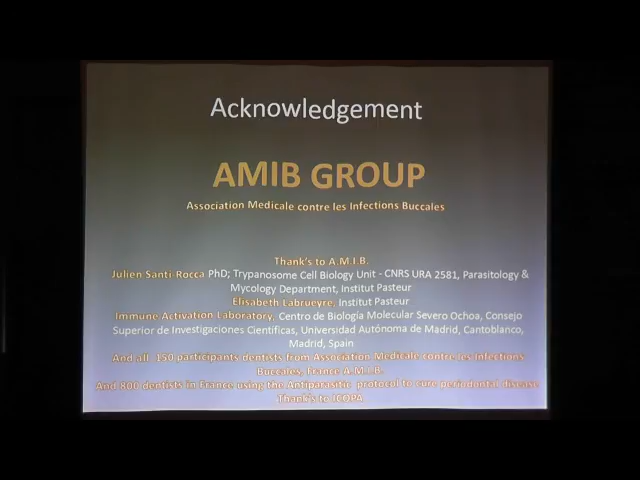 Acknowledgement
AMIB GROUP
Association Medicale contre les Infections Buccales
Thank's to A.M.I.B.
Julien Santi-Rocca PhD; Trypanosome Cell Biology Unit - CNRS URA 2581, Parasitology &
Mycology Department, Institut Pasteur
Elisabeth Labrueyre, Institut Pasteur
Immune Activation Laboratory, Centro de Biología Molecular Severo Ochoa, Consejo
Superior de Investigaciones Científicas, Universidad Autónoma de Madrid, Cantoblanco,
Madrid, Spain
And all 150 participants dentists from Association Medicale contre les Infections
Buccales, France A.M.I.B.
And 800 dentists in France using the Antiparasitic protocol to cure periodontal disease
Thank's to ICOPA.